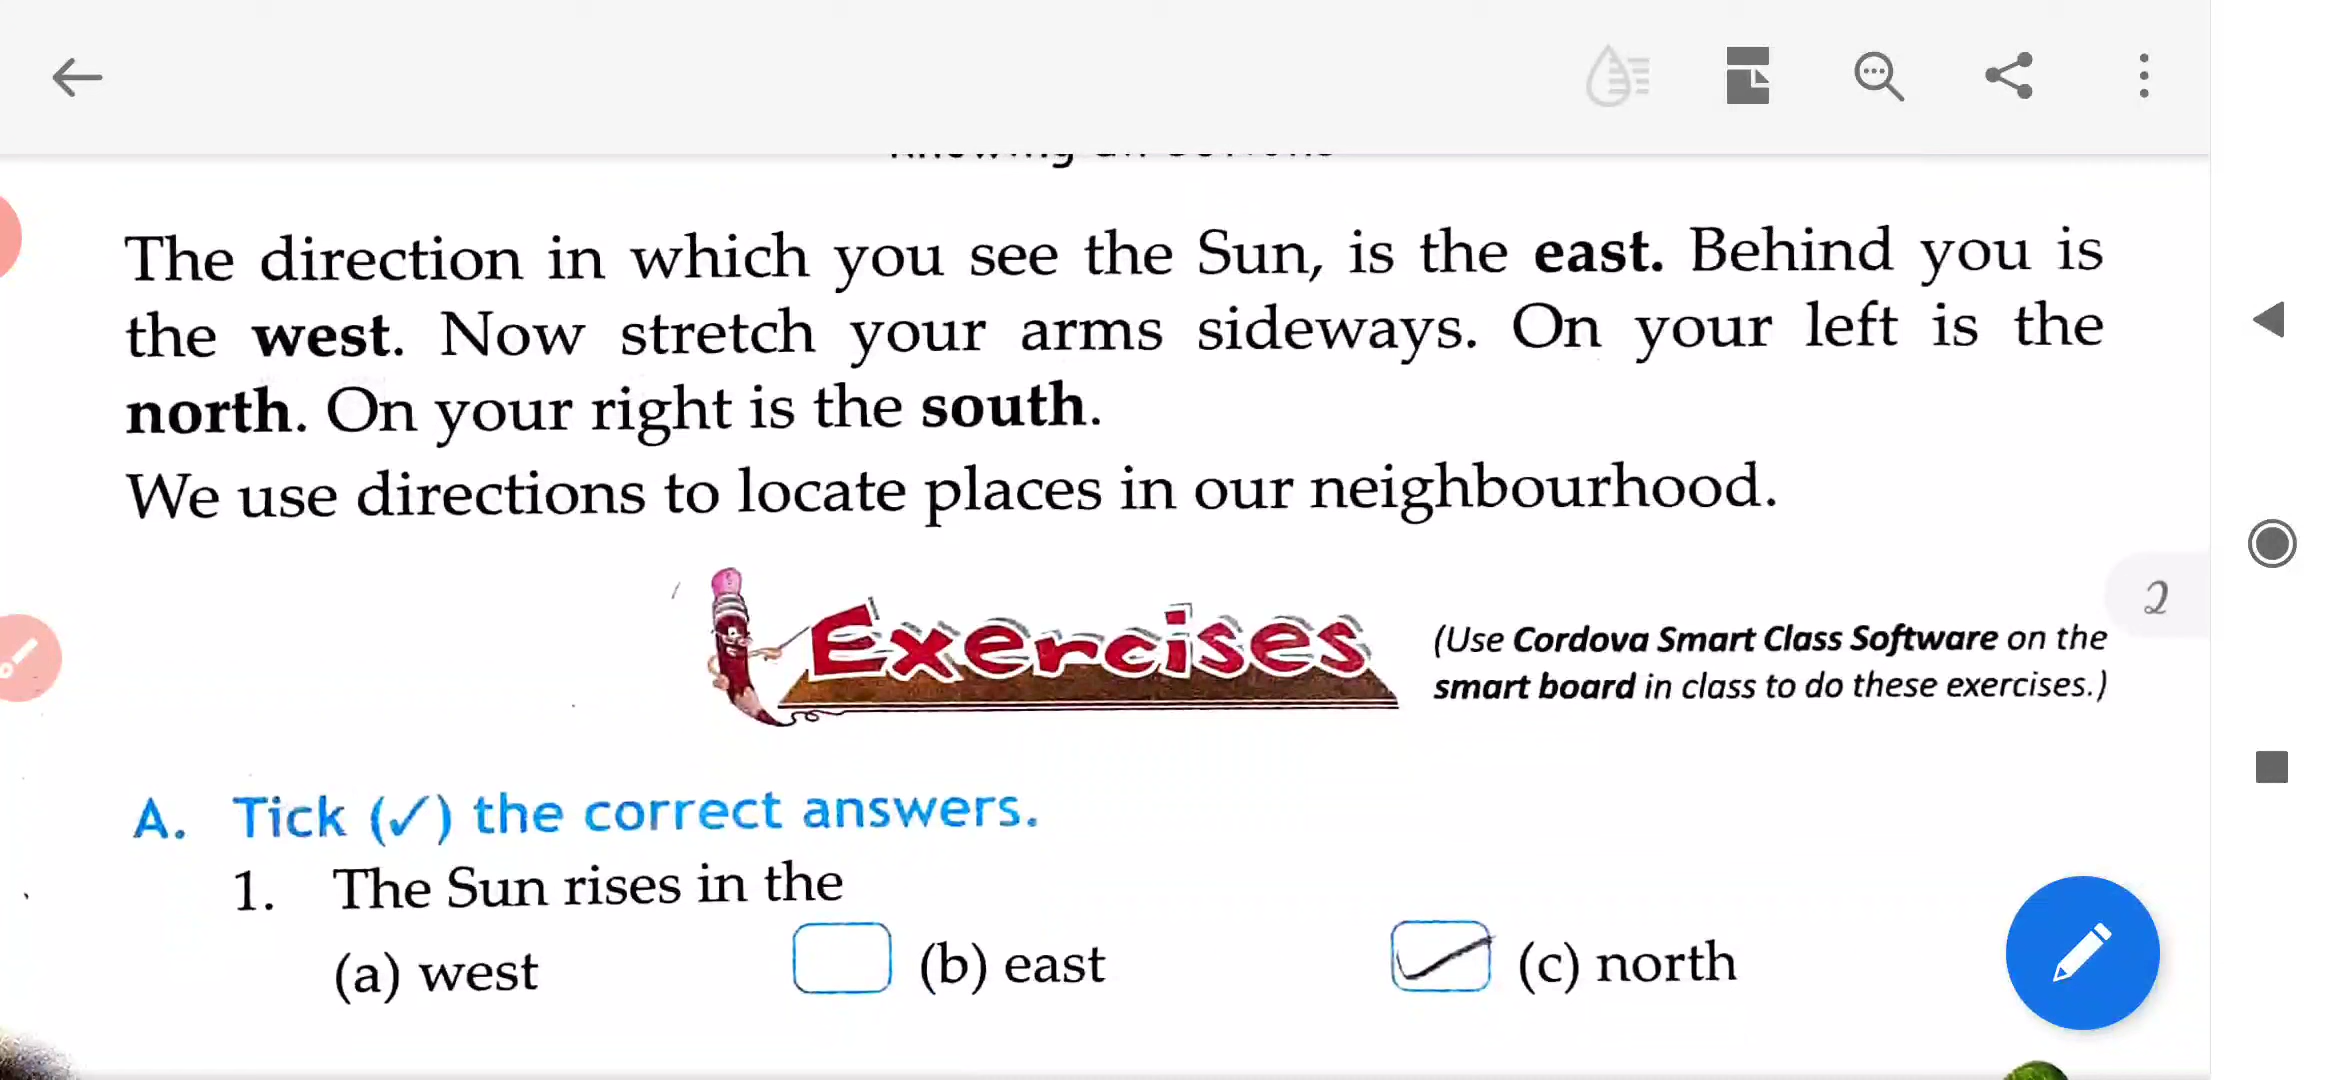 The direction in which you see the Sun, is the east. Behind you is
the west. Now stretch your arms sideways. On your left is the
north. On your right is the south.
We use directions to locate places in our neighbourhood.
Exercises
(Use Cordova Smart Class Software on the
smart board in class to do these exercises.)
2
A. Tick (✓) the correct answers.
1. The Sun rises in the
(a) west (b) east ✓ (c) north